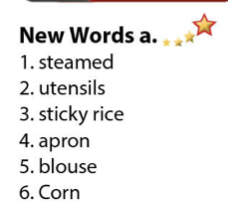 New Words a.
1. steamed
2. utensils
3. sticky rice
4. apron
5. blouse
6. Corn